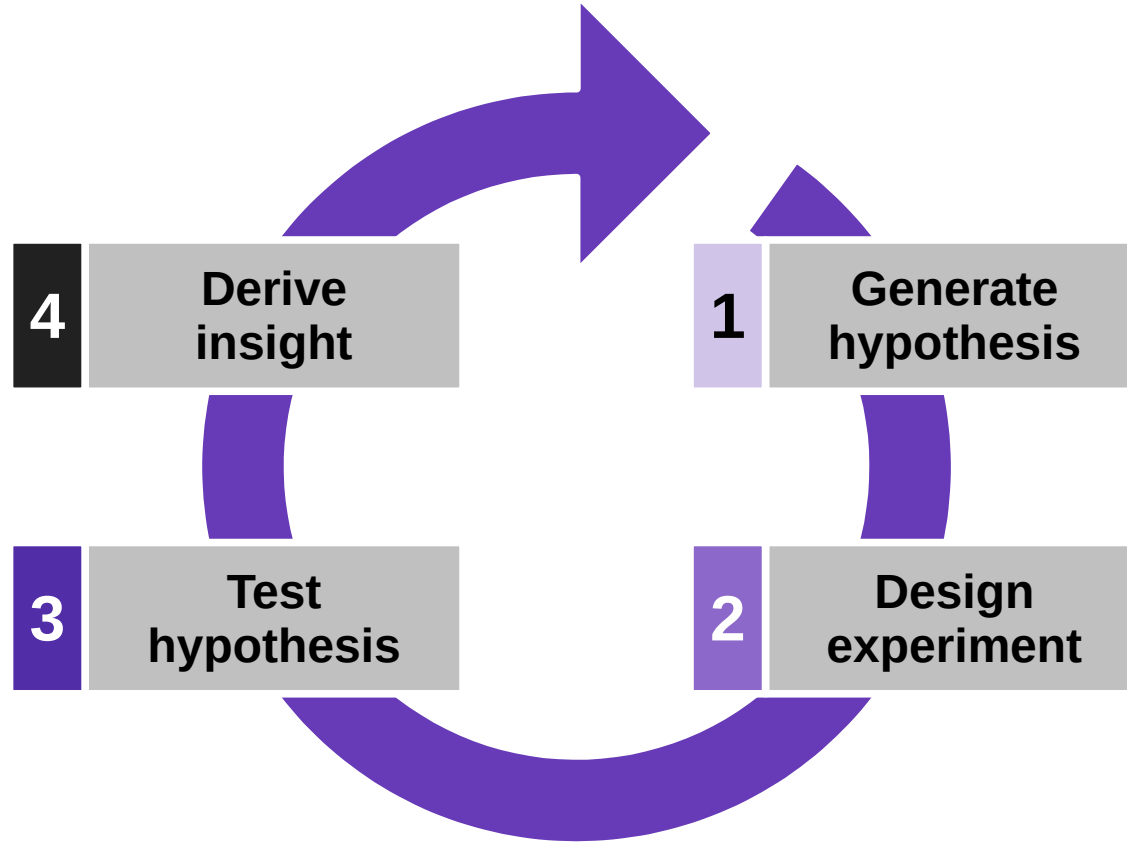 1
Generate
hypothesis
2
Design
experiment
3
Test
hypothesis
4
Derive
insight